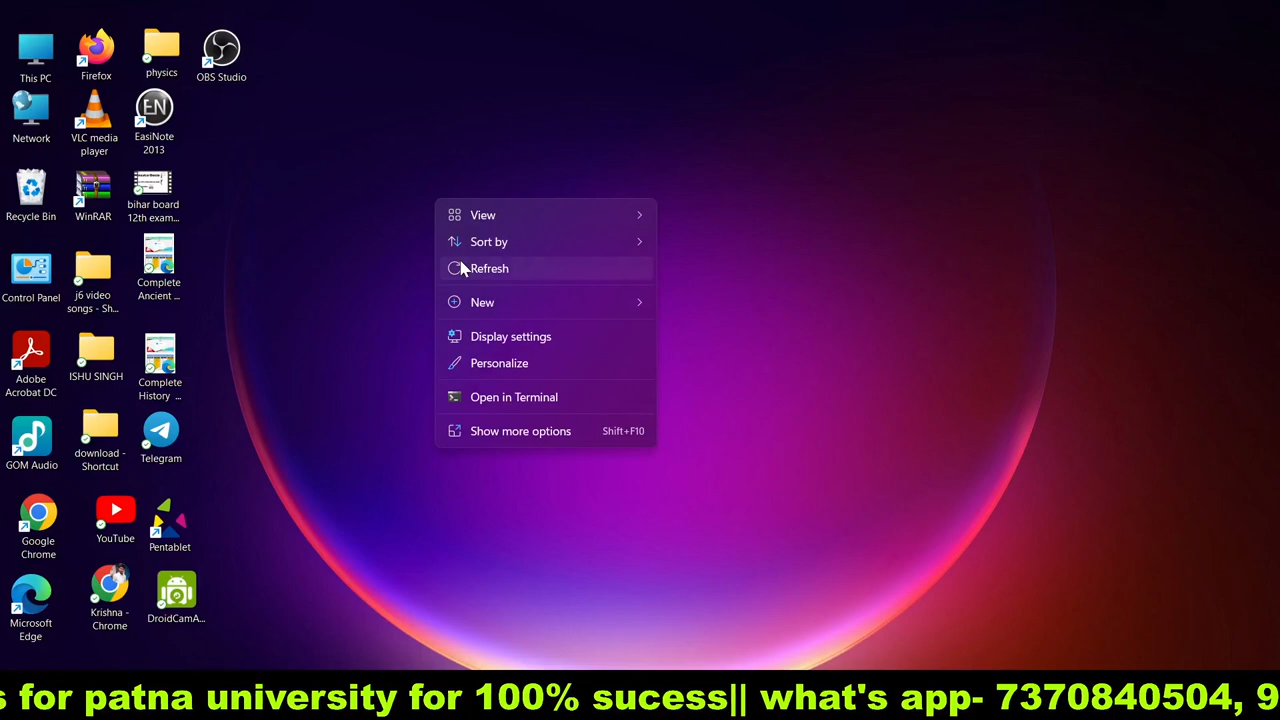 This PC
Firefox
physics
OBS Studio
Network
VLC media
player
EN
EasiNote
2013
Recycle Bin
WinRAR
bihar board
12th exam...
Control Panel
j6 video
songs - Sh...
Complete
Ancient ...
Adobe
Acrobat DC
ISHU SINGH
Complete
History ...
GOM Audio
download -
Shortcut
Telegram
Google
Chrome
YouTube
Pentablet
Microsoft
Edge
Krishna -
Chrome
DroidCamA...
View
Sort by
Refresh
New
Display settings
Personalize
Open in Terminal
Show more options Shift+F10
s for patna university for 100% sucess|| what's app- 7370840504, 9